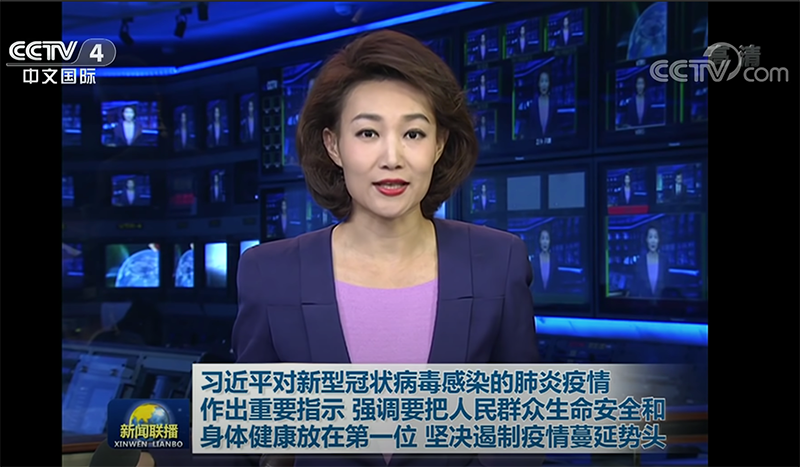 CCTV 4
中文国际
高清
CCTV.com
习近平对新型冠状病毒感染的肺炎疫情
作出重要指示 强调要把人民群众生命安全和
身体健康放在第一位 坚决遏制疫情蔓延势头
新闻联播
XINWEN LIANBO